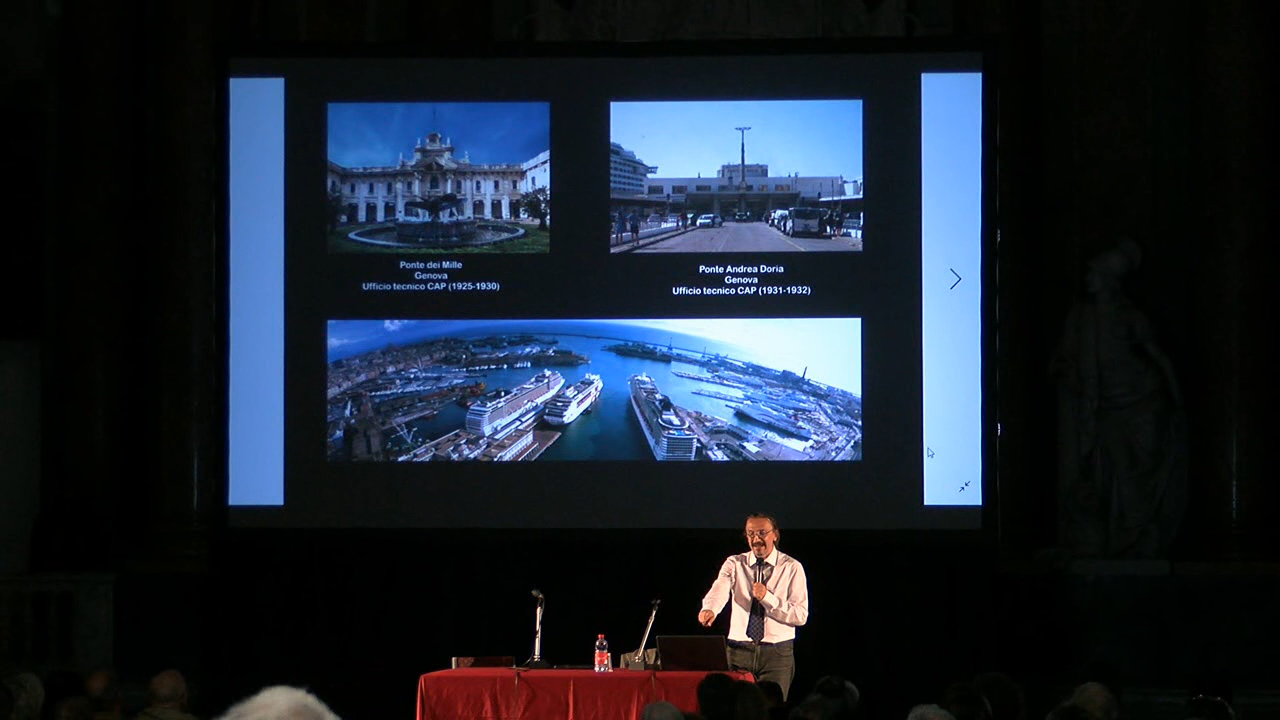 Ponte dei Mille
Genova
Ufficio tecnico CAP (1925-1930)
Ponte Andrea Doria
Genova
Ufficio tecnico CAP (1931-1932)